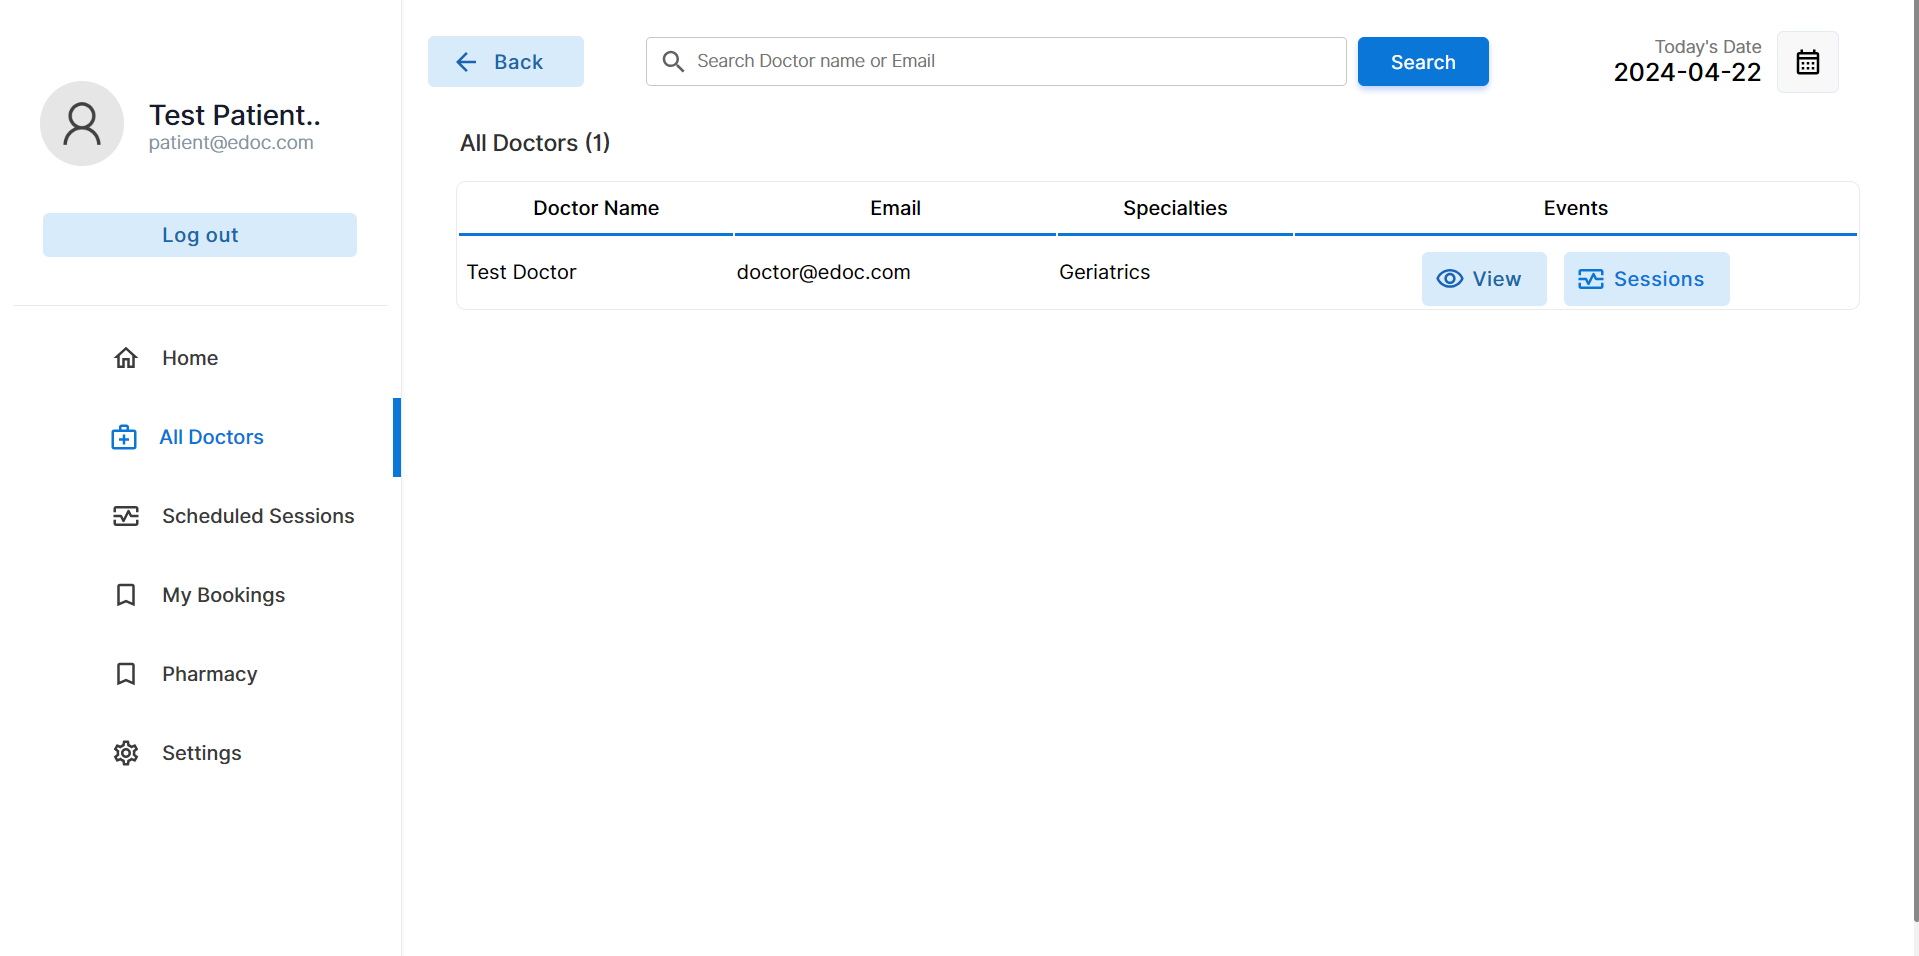 Test Patient..
patient@edoc.com
Log out
Home
All Doctors
Scheduled Sessions
My Bookings
Pharmacy
Settings
Back
Search Doctor name or Email
Search
Today's Date
2024-04-22
All Doctors (1)
Doctor Name Email Specialties Events
Test Doctor doctor@edoc.com Geriatrics View Sessions